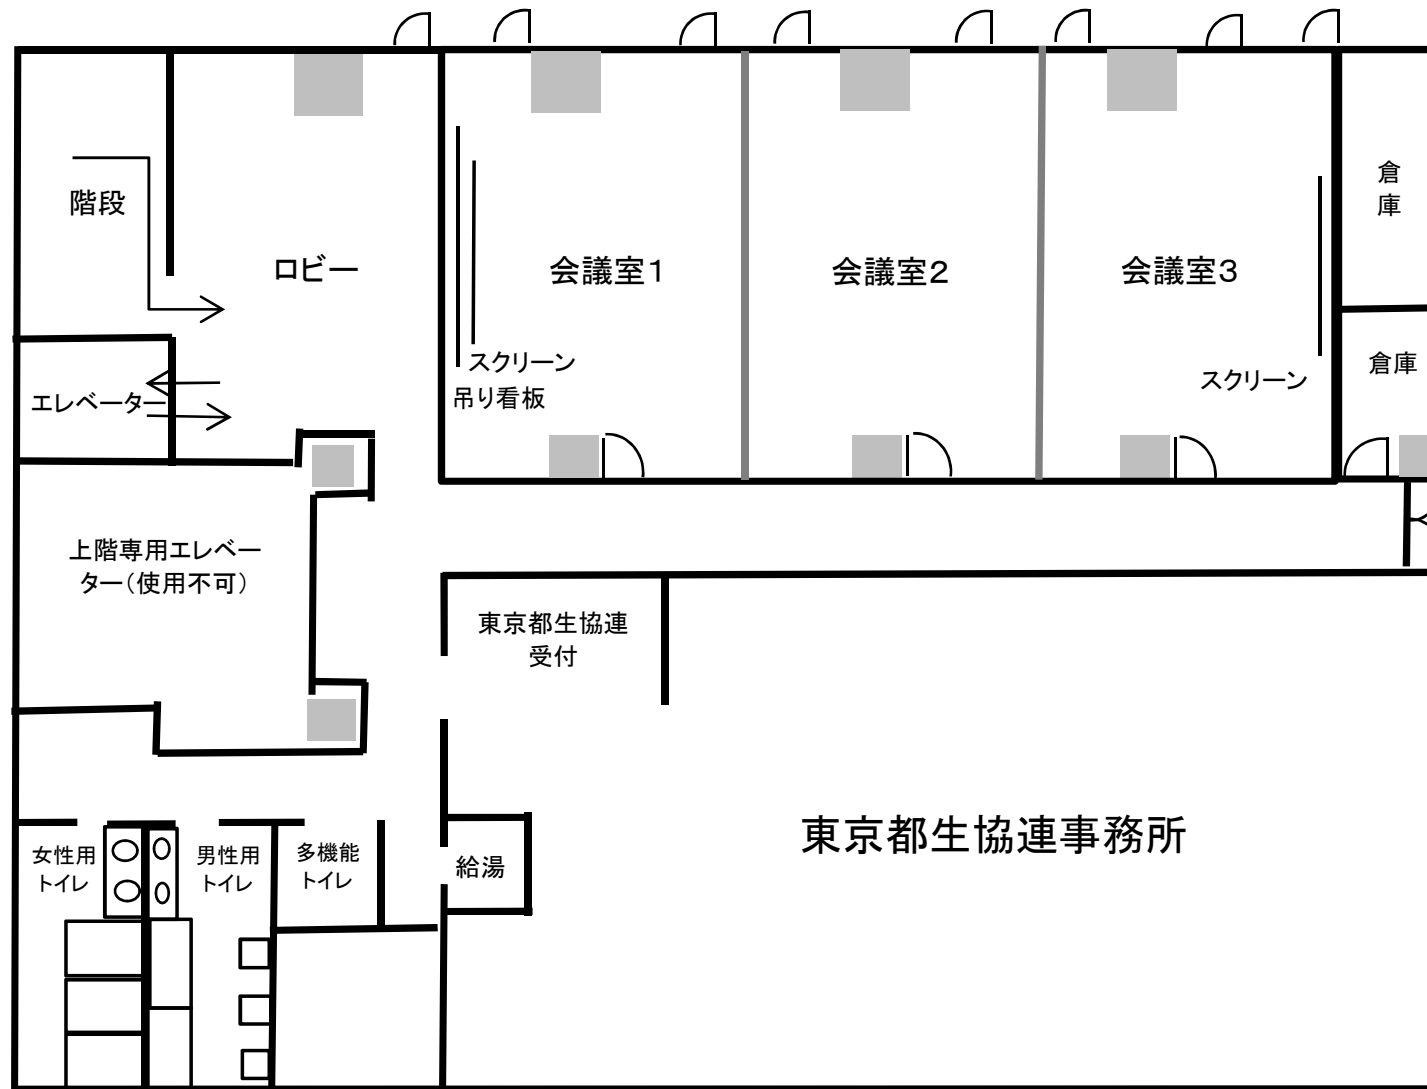 階段
ロビー
会議室1
会議室2
会議室3
倉
庫
スクリーン
吊り看板
スクリーン
倉庫
エレベーター
上階専用エレベー
ター(使用不可)
東京都生協連
受付
東京都生協連事務所
女性用
トイレ
男性用
トイレ
多機能
トイレ
給湯